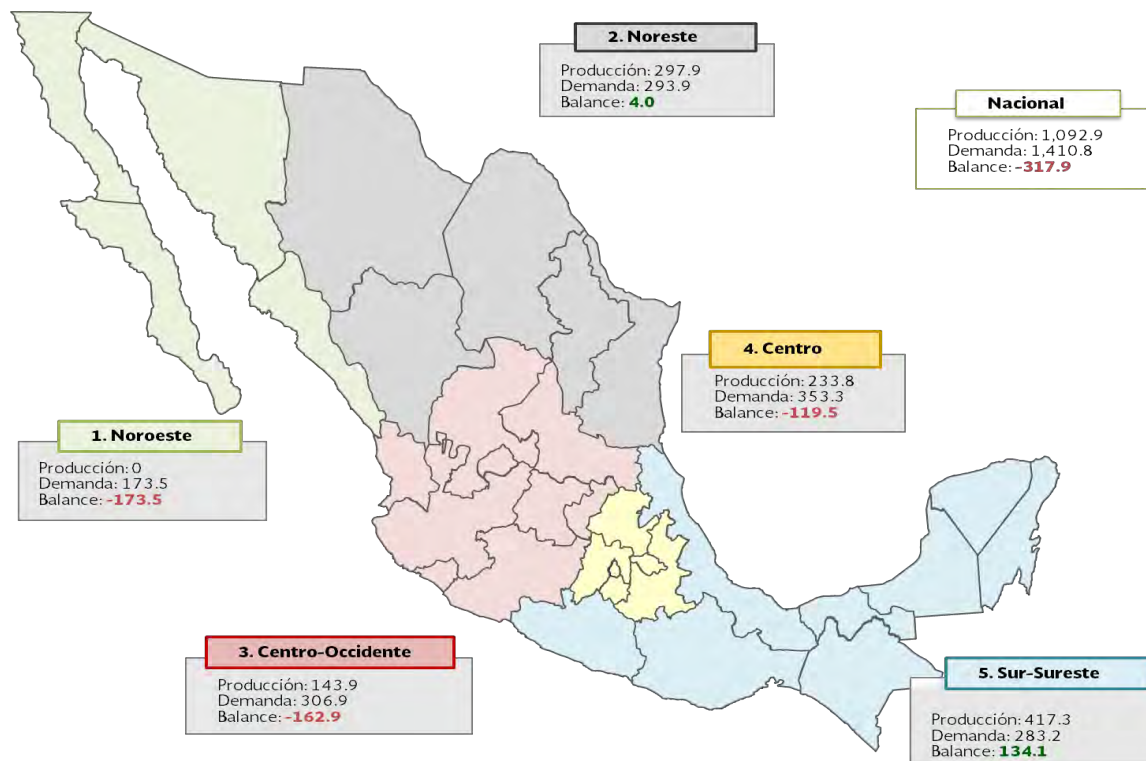 2. Noreste
Producción: 297.9
Demanda: 293.9
Balance: 4.0
Nacional
Producción: 1,092.9
Demanda: 1,410.8
Balance: -317.9
4. Centro
Producción: 233.8
Demanda: 353.3
Balance: -119.5
1. Noroeste
Producción: 0
Demanda: 173.5
Balance: -173.5
3. Centro-Occidente
Producción: 143.9
Demanda: 306.9
Balance: -162.9
5. Sur-Sureste
Producción: 417.3
Demanda: 283.2
Balance: 134.1